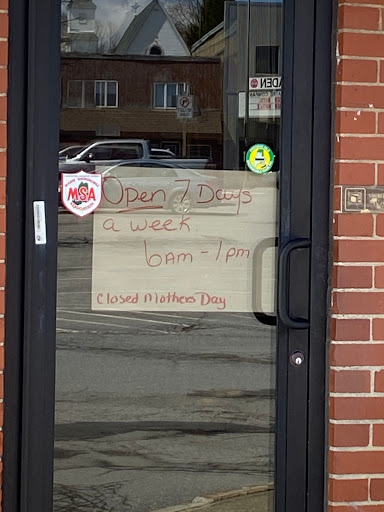 Open 7 Days
a week.
6AM - 1pm
Closed Mothers Day
MSA